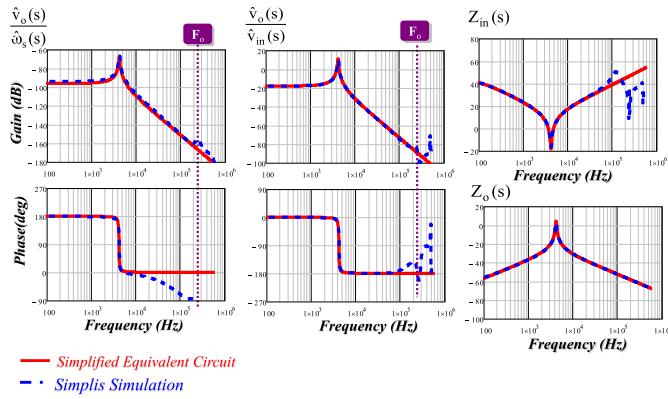 v̂ₒ(s)
ω̂ₛ(s)
Fₒ
Gain (dB)
−60
−80
−100
−120
−140
−160
−180
100 1×10³ 1×10⁴ 1×10⁵ 1×10⁶
Phase(deg)
270
180
90
0
−90
100 1×10³ 1×10⁴ 1×10⁵ 1×10⁶
Frequency (Hz)
v̂ₒ(s)
v̂ᵢₙ(s)
Fₒ
20
0
−20
−40
−60
−80
−100
100 1×10³ 1×10⁴ 1×10⁵ 1×10⁶
90
0
−90
−180
−270
100 1×10³ 1×10⁴ 1×10⁵ 1×10⁶
Frequency (Hz)
Zᵢₙ(s)
80
60
40
20
0
−20
100 1×10³ 1×10⁴ 1×10⁵ 1×10⁶
Frequency (Hz)
Zₒ(s)
20
0
−20
−40
−60
−80
100 1×10³ 1×10⁴ 1×10⁵ 1×10⁶
Frequency (Hz)
Simplified Equivalent Circuit
Simplis Simulation